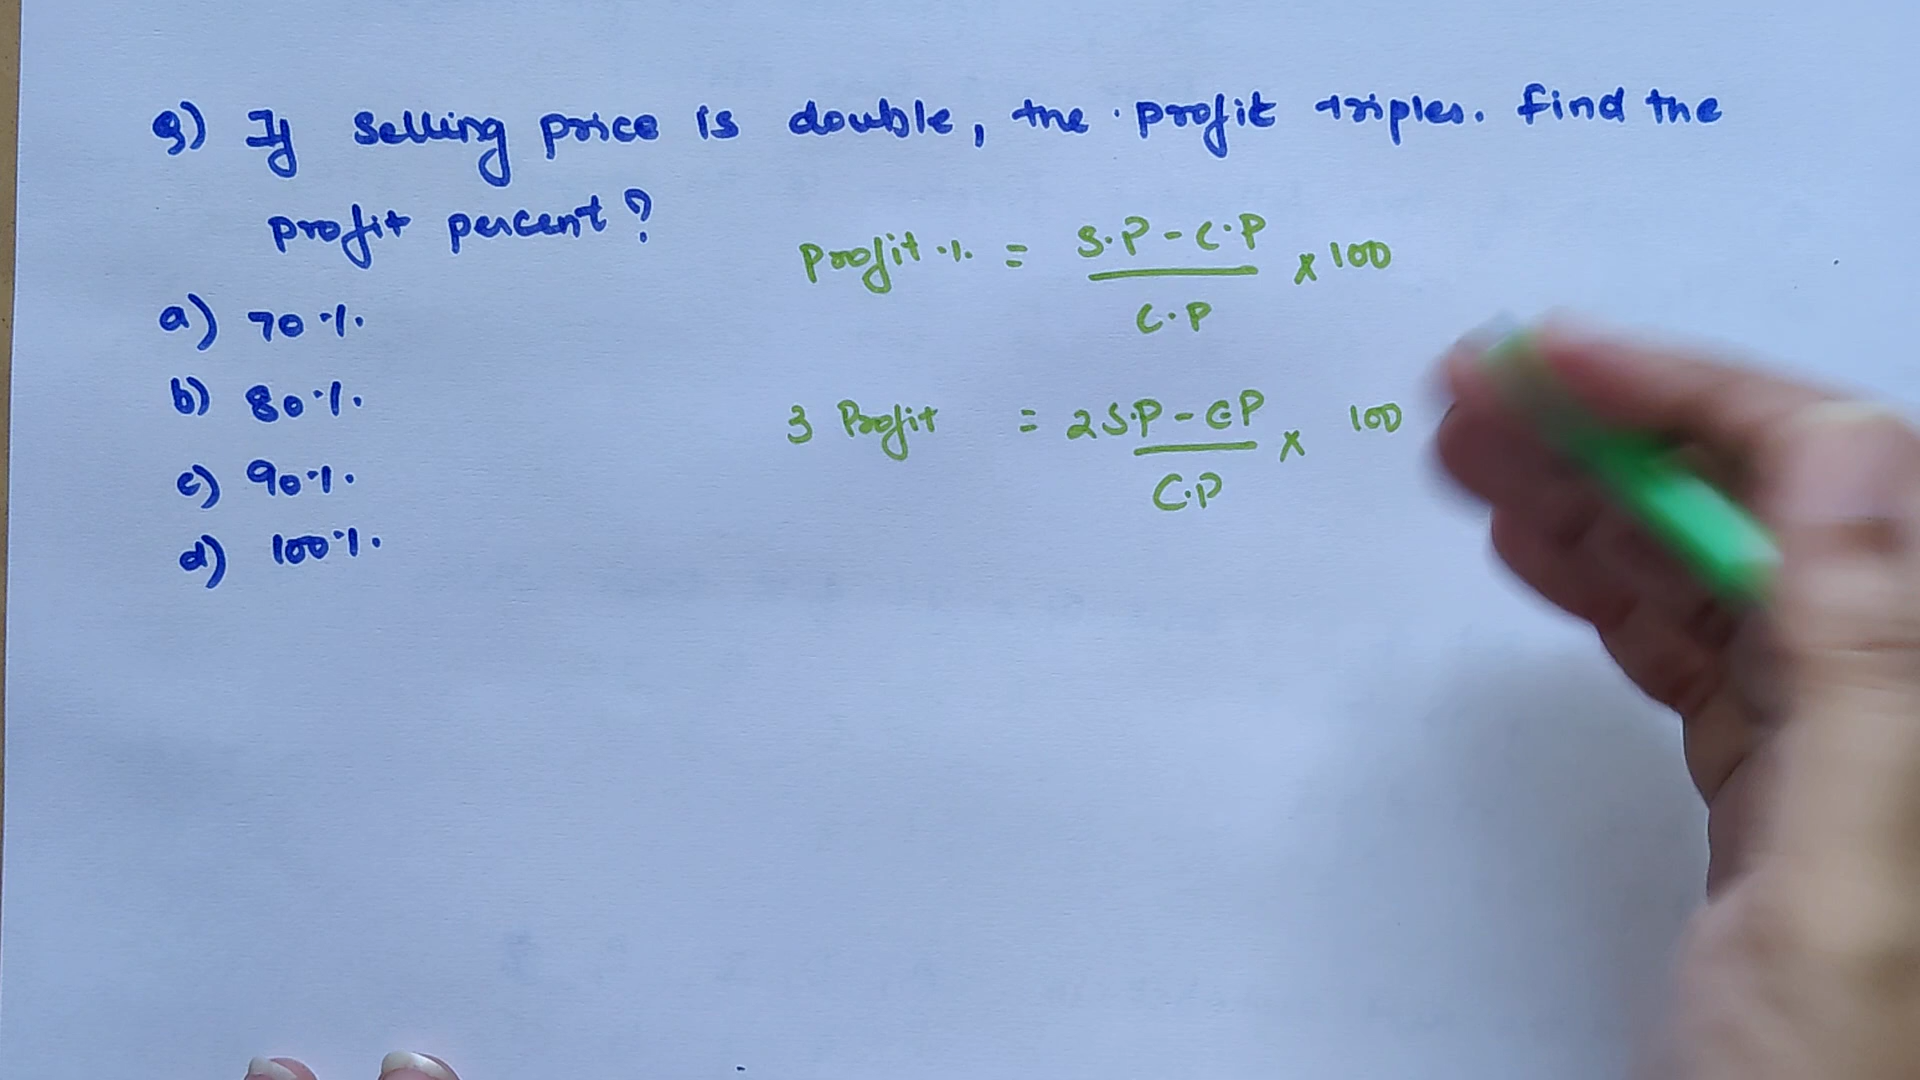 Q) If selling price is double, the profit triples. find the
profit percent?
a) 70%.
b) 80%.
c) 90%.
d) 100%.
Profit % = S.P - C.P / C.P x 100
3 Profit = 2S.P - C.P / C.P x 100